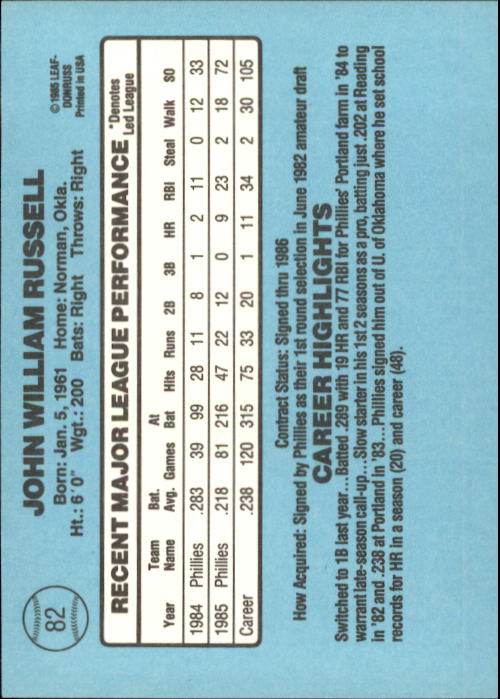 82
JOHN WILLIAM RUSSELL
Born: Jan. 5, 1961 Home: Norman, Okla.
Ht.: 6'0" Wgt.: 200 Bats: Right Throws: Right
©1985 LEAF-
DONRUSS
Printed in USA
RECENT MAJOR LEAGUE PERFORMANCE
*Denotes
Led League
Team Bat. At
Year Name Avg. Games Bat Hits Runs 2B 3B HR RBI Steal Walk SO
1984 Phillies .283 39 99 28 11 8 1 2 11 0 12 33
1985 Phillies .218 81 216 47 22 12 0 9 23 2 18 72
Career .238 120 315 75 33 20 1 11 34 2 30 105
Contract Status: Signed thru 1986
How Acquired: Signed by Phillies as their 1st round selection in June 1982 amateur draft
CAREER HIGHLIGHTS
Switched to 1B last year...Batted .289 with 19 HR and 77 RBI for Phillies' Portland farm in '84 to
warrant late-season call-up...Slow starter in his 1st 2 seasons as a pro, batting just .202 at Reading
in '82 and .238 at Portland in '83...Phillies signed him out of U. of Oklahoma where he set school
records for HR in a season (20) and career (48).